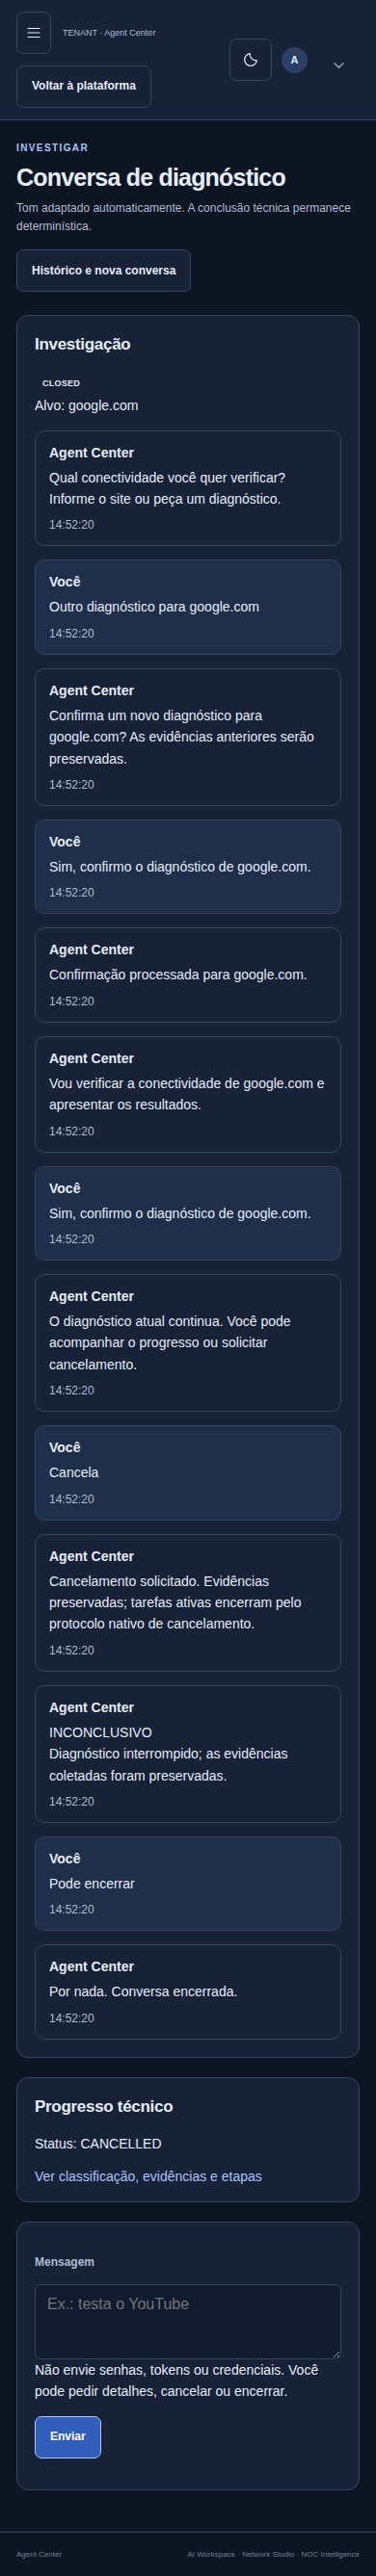 TENANT · Agent Center
Voltar à plataforma
A
INVESTIGAR
Conversa de diagnóstico
Tom adaptado automaticamente. A conclusão técnica permanece
determinística.
Histórico e nova conversa
Investigação
CLOSED
Alvo: google.com
Agent Center
Qual conectividade você quer verificar?
Informe o site ou peça um diagnóstico.
14:52:20
Você
Outro diagnóstico para google.com
14:52:20
Agent Center
Confirma um novo diagnóstico para
google.com? As evidências anteriores serão
preservadas.
14:52:20
Você
Sim, confirmo o diagnóstico de google.com.
14:52:20
Agent Center
Confirmação processada para google.com.
14:52:20
Agent Center
Vou verificar a conectividade de google.com e
apresentar os resultados.
14:52:20
Você
Sim, confirmo o diagnóstico de google.com.
14:52:20
Agent Center
O diagnóstico atual continua. Você pode
acompanhar o progresso ou solicitar
cancelamento.
14:52:20
Você
Cancela
14:52:20
Agent Center
Cancelamento solicitado. Evidências
preservadas; tarefas ativas encerram pelo
protocolo nativo de cancelamento.
14:52:20
Agent Center
INCONCLUSIVO
Diagnóstico interrompido; as evidências
coletadas foram preservadas.
14:52:20
Você
Pode encerrar
14:52:20
Agent Center
Por nada. Conversa encerrada.
14:52:20
Progresso técnico
Status: CANCELLED
Ver classificação, evidências e etapas
Mensagem
Ex.: testa o YouTube
Não envie senhas, tokens ou credenciais. Você
pode pedir detalhes, cancelar ou encerrar.
Enviar
Agent Center
AI Workspace · Network Studio · NOC Intelligence